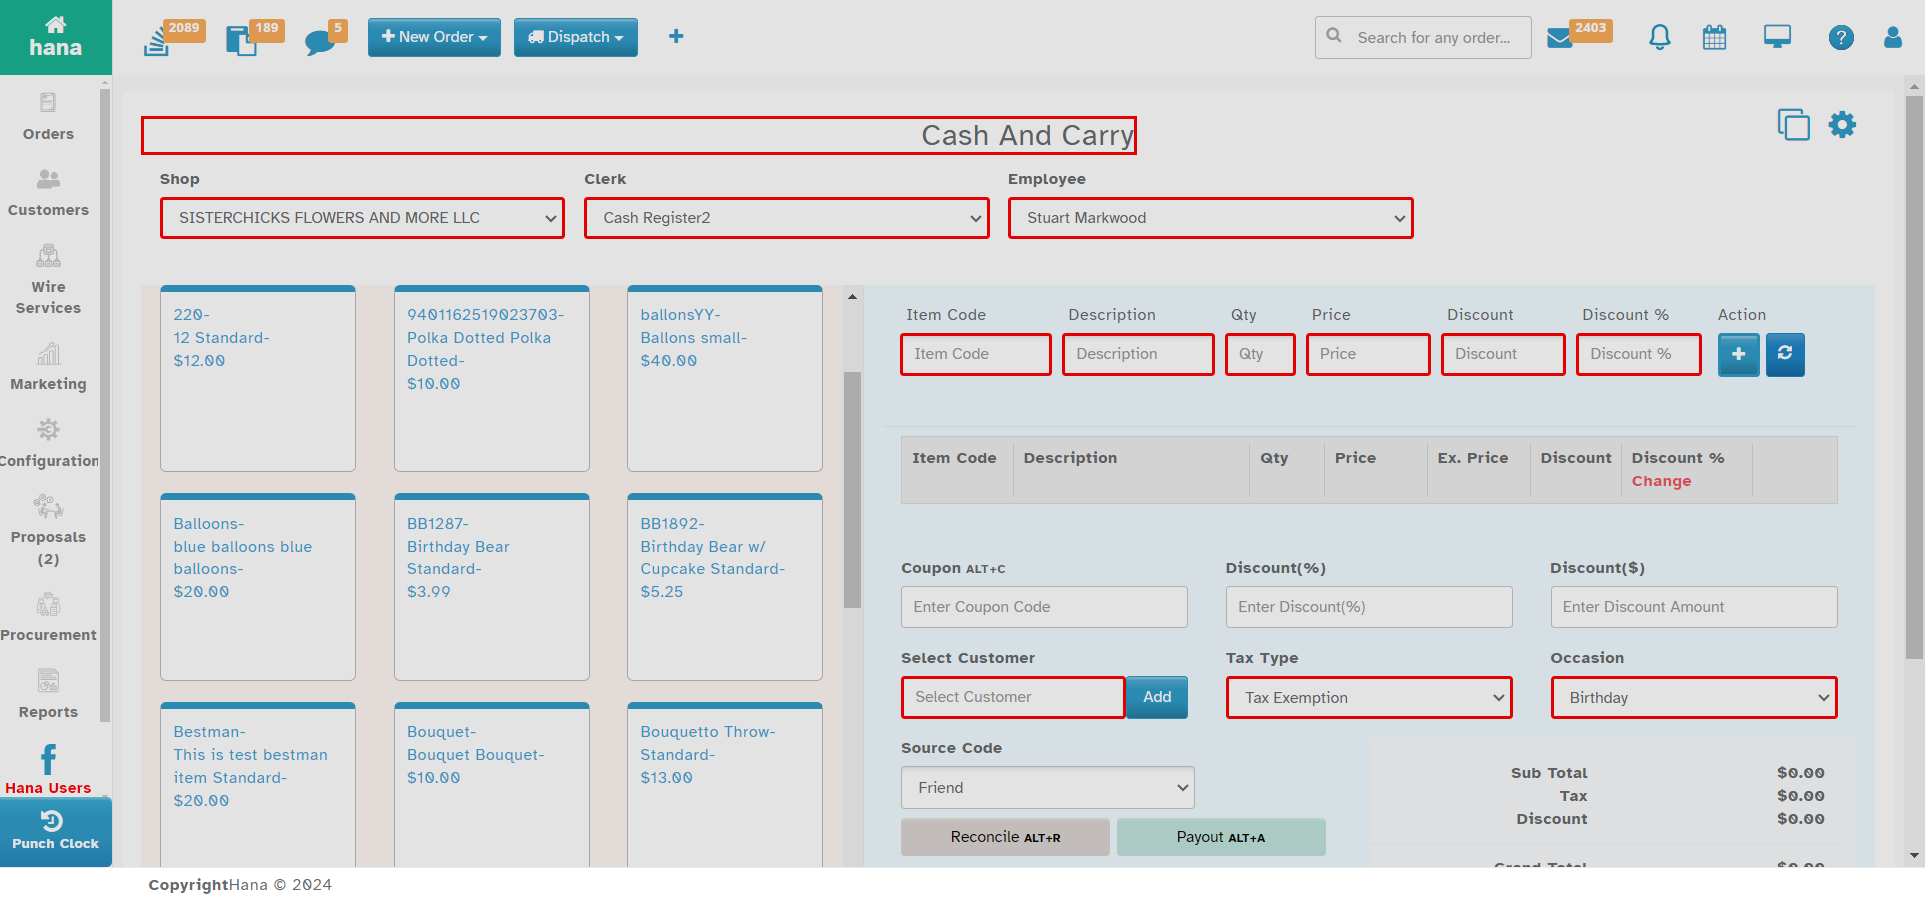 hana
2089
189
5
New Order
Dispatch
Search for any order...
2403
Orders
Customers
Wire
Services
Marketing
Configuration
Proposals
(2)
Procurement
Reports
Hana Users
Punch Clock
Cash And Carry
Shop
Clerk
Employee
SISTERCHICKS FLOWERS AND MORE LLC
Cash Register2
Stuart Markwood
220-
12 Standard-
$12.00
9401162519023703-
Polka Dotted Polka
Dotted-
$10.00
ballonsYY-
Ballons small-
$40.00
Balloons-
blue balloons blue
balloons-
$20.00
BB1287-
Birthday Bear
Standard-
$3.99
BB1892-
Birthday Bear w/
Cupcake Standard-
$5.25
Bestman-
This is test bestman
item Standard-
$20.00
Bouquet-
Bouquet Bouquet-
$10.00
Bouquetto Throw-
Standard-
$13.00
Item Code Description Qty Price Discount Discount % Action
Item Code Description Qty Price Discount Discount %
Item Code Description Qty Price Ex. Price Discount Discount %
Change
Coupon ALT+C
Discount(%)
Discount($)
Enter Coupon Code
Enter Discount(%)
Enter Discount Amount
Select Customer
Tax Type
Occasion
Select Customer
Add
Tax Exemption
Birthday
Source Code
Friend
Reconcile ALT+R
Payout ALT+A
Sub Total $0.00
Tax $0.00
Discount $0.00
Grand Total $0.00
CopyrightHana © 2024